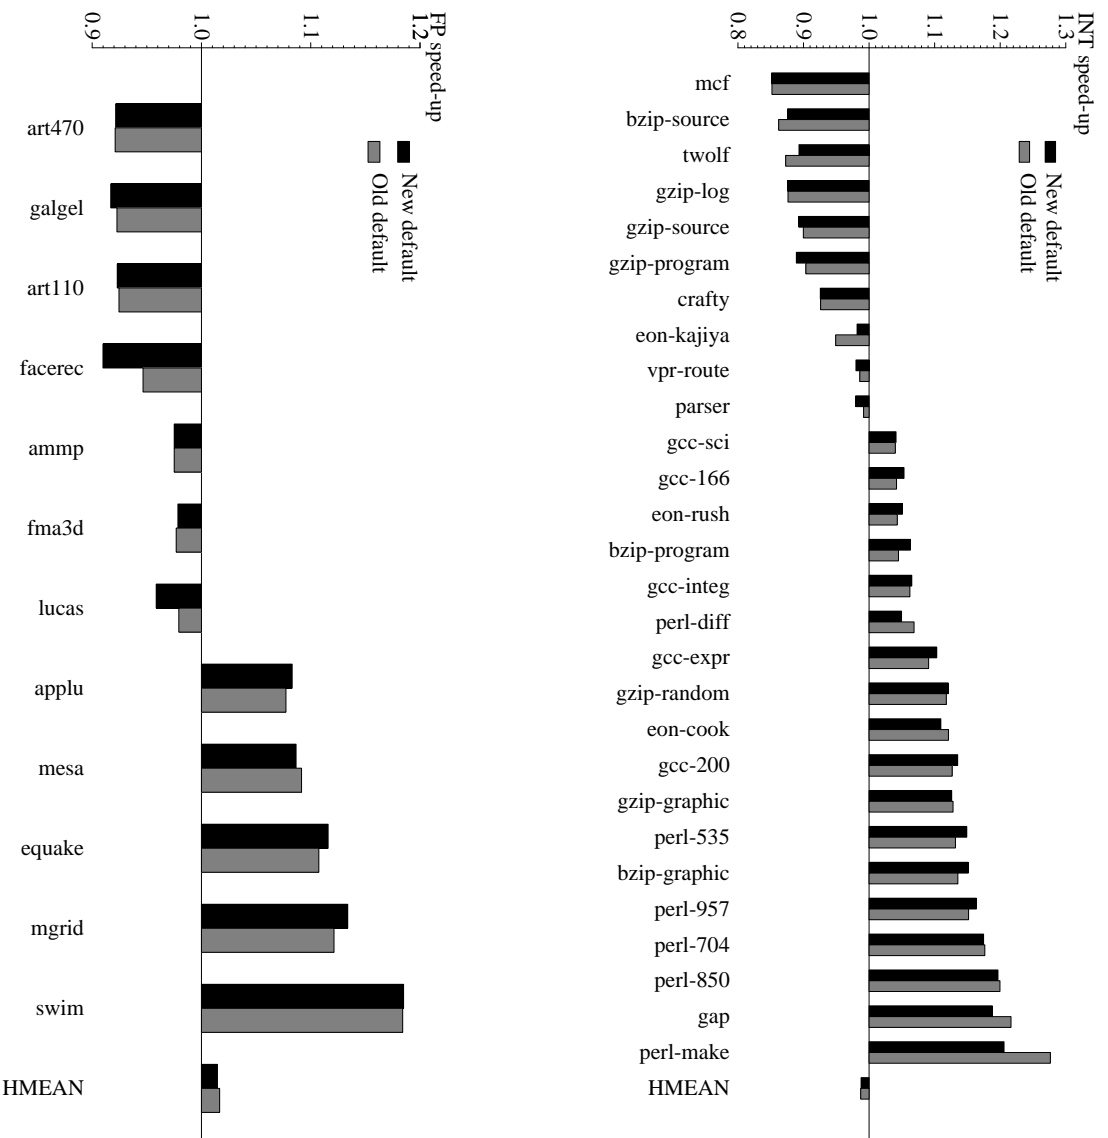 INT speed-up
0.8
0.9
1.0
1.1
1.2
1.3
New default
Old default
mcf
bzip-source
twolf
gzip-log
gzip-source
gzip-program
crafty
eon-kajiya
vpr-route
parser
gcc-sci
gcc-166
eon-rush
bzip-program
gcc-integ
perl-diff
gcc-expr
gzip-random
eon-cook
gcc-200
gzip-graphic
perl-535
bzip-graphic
perl-957
perl-704
perl-850
gap
perl-make
HMEAN
FP speed-up
0.9
1.0
1.1
1.2
New default
Old default
art470
galgel
art110
facerec
ammp
fma3d
lucas
applu
mesa
equake
mgrid
swim
HMEAN